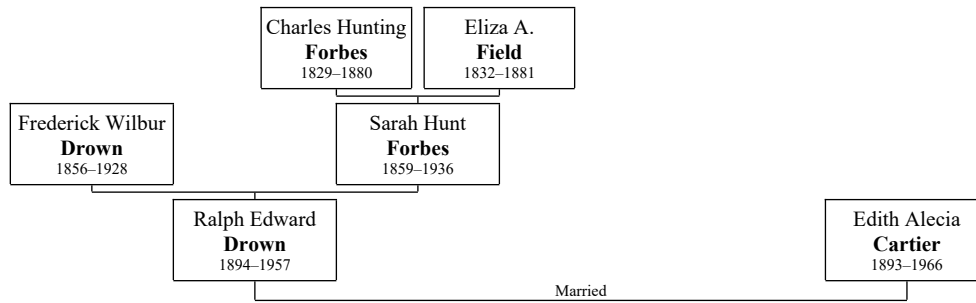 Charles Hunting
Forbes
1829–1880
Eliza A.
Field
1832–1881
Frederick Wilbur
Drown
1856–1928
Sarah Hunt
Forbes
1859–1936
Ralph Edward
Drown
1894–1957
Edith Alecia
Cartier
1893–1966
Married